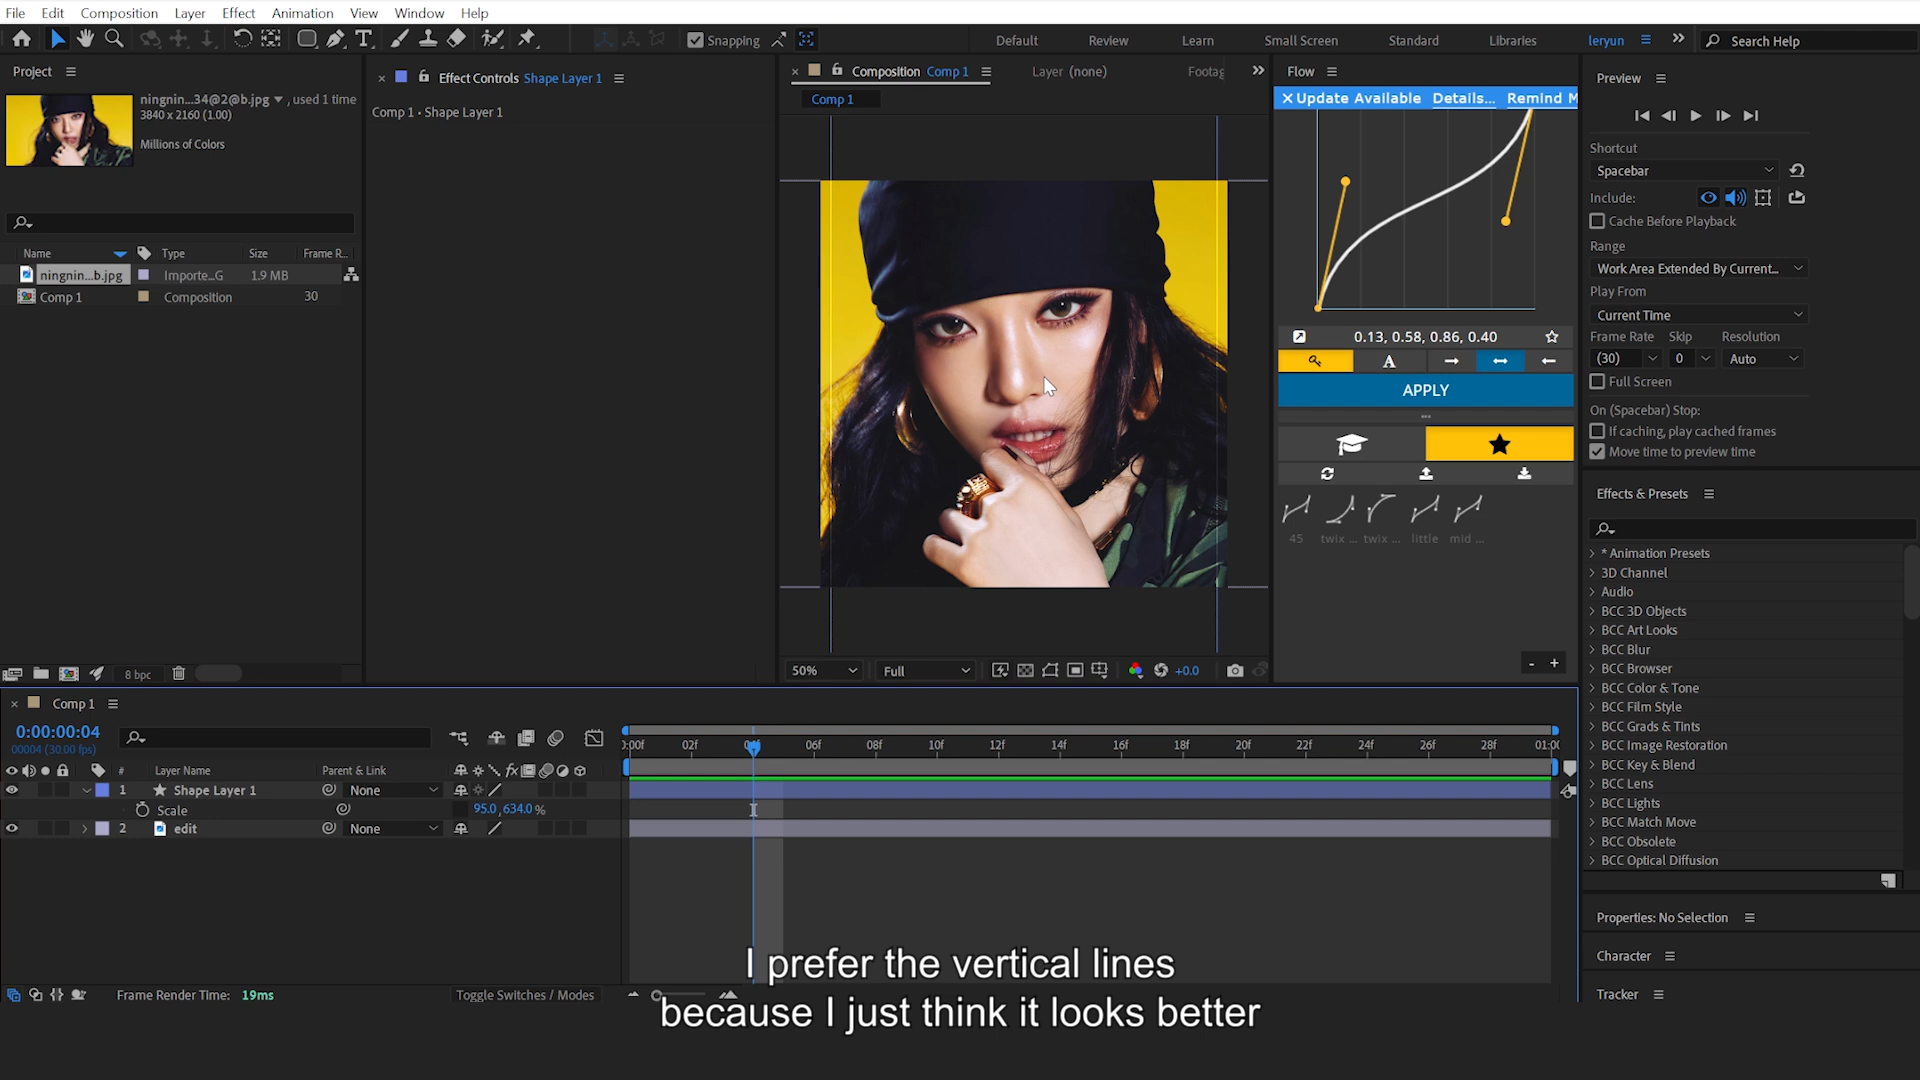 File Edit Composition Layer Effect Animation View Window Help
Snapping
Default Review Learn Small Screen Standard Libraries leryun Search Help
Project
ningnin...34@2@b.jpg , used 1 time
3840 x 2160 (1.00)
Millions of Colors
Name Type Size Frame R...
ningnin...b.jpg Importe...G 1.9 MB
Comp 1 Composition 30
8 bpc
Effect Controls Shape Layer 1
Comp 1 • Shape Layer 1
Composition Comp 1 Layer (none) Footag
Comp 1
50% Full +0.0
Flow
Update Available Details... Remind M
0.13, 0.58, 0.86, 0.40
A
APPLY
45 twix ... twix ... little mid ...
- +
Preview
Shortcut
Spacebar
Include:
Cache Before Playback
Range
Work Area Extended By Current...
Play From
Current Time
Frame Rate Skip Resolution
(30) 0 Auto
Full Screen
On (Spacebar) Stop:
If caching, play cached frames
Move time to preview time
Effects & Presets
* Animation Presets
3D Channel
Audio
BCC 3D Objects
BCC Art Looks
BCC Blur
BCC Browser
BCC Color & Tone
BCC Film Style
BCC Grads & Tints
BCC Image Restoration
BCC Key & Blend
BCC Lens
BCC Lights
BCC Match Move
BCC Obsolete
BCC Optical Diffusion
Properties: No Selection
Character
Tracker
Comp 1
0:00:00:04
00004 (30.00 fps)
02f 06f 08f 10f 12f 14f 16f 18f 20f 22f 24f 26f 28f
# Layer Name Parent & Link
1 Shape Layer 1 None
Scale 95.0, 634.0 %
2 edit None
Frame Render Time: 19ms Toggle Switches / Modes
I prefer the vertical lines
because I just think it looks better